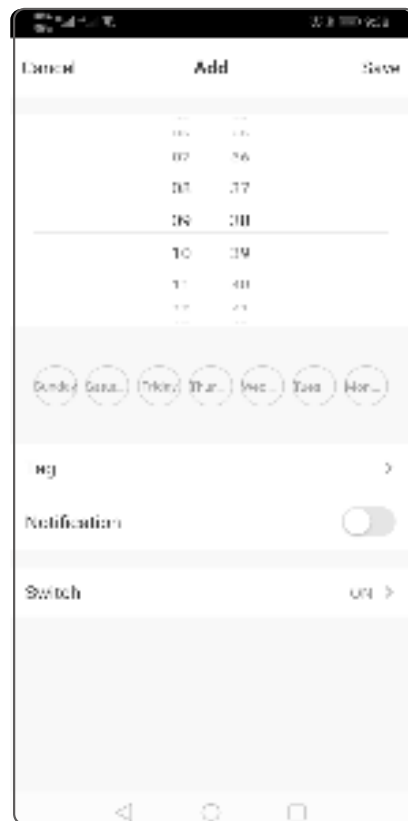 Cancel Add Save
07 36
08 37
09 38
10 39
11 40
Sunday Satur... Friday Thur... Wed... Tues... Mon...
Tag
Notification
Switch ON